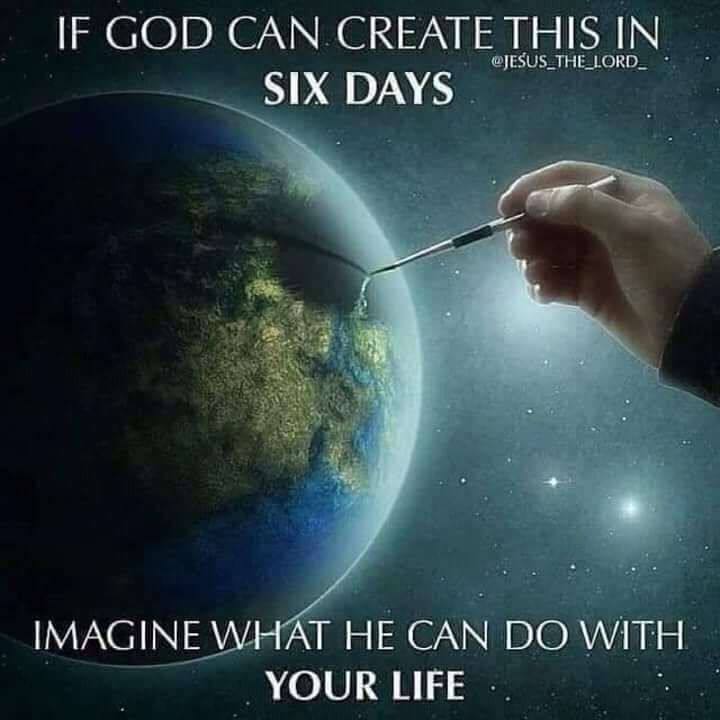 IF GOD CAN CREATE THIS IN
@JESUS_THE_LORD_
SIX DAYS
IMAGINE WHAT HE CAN DO WITH
YOUR LIFE